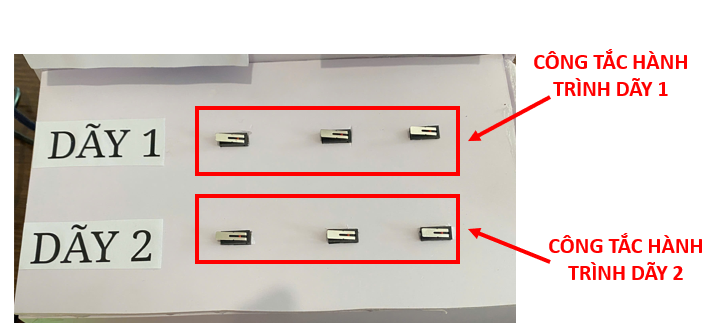 CÔNG TẮC HÀNH
TRÌNH DÃY 1
DÃY 1
DÃY 2
CÔNG TẮC HÀNH
TRÌNH DÃY 2